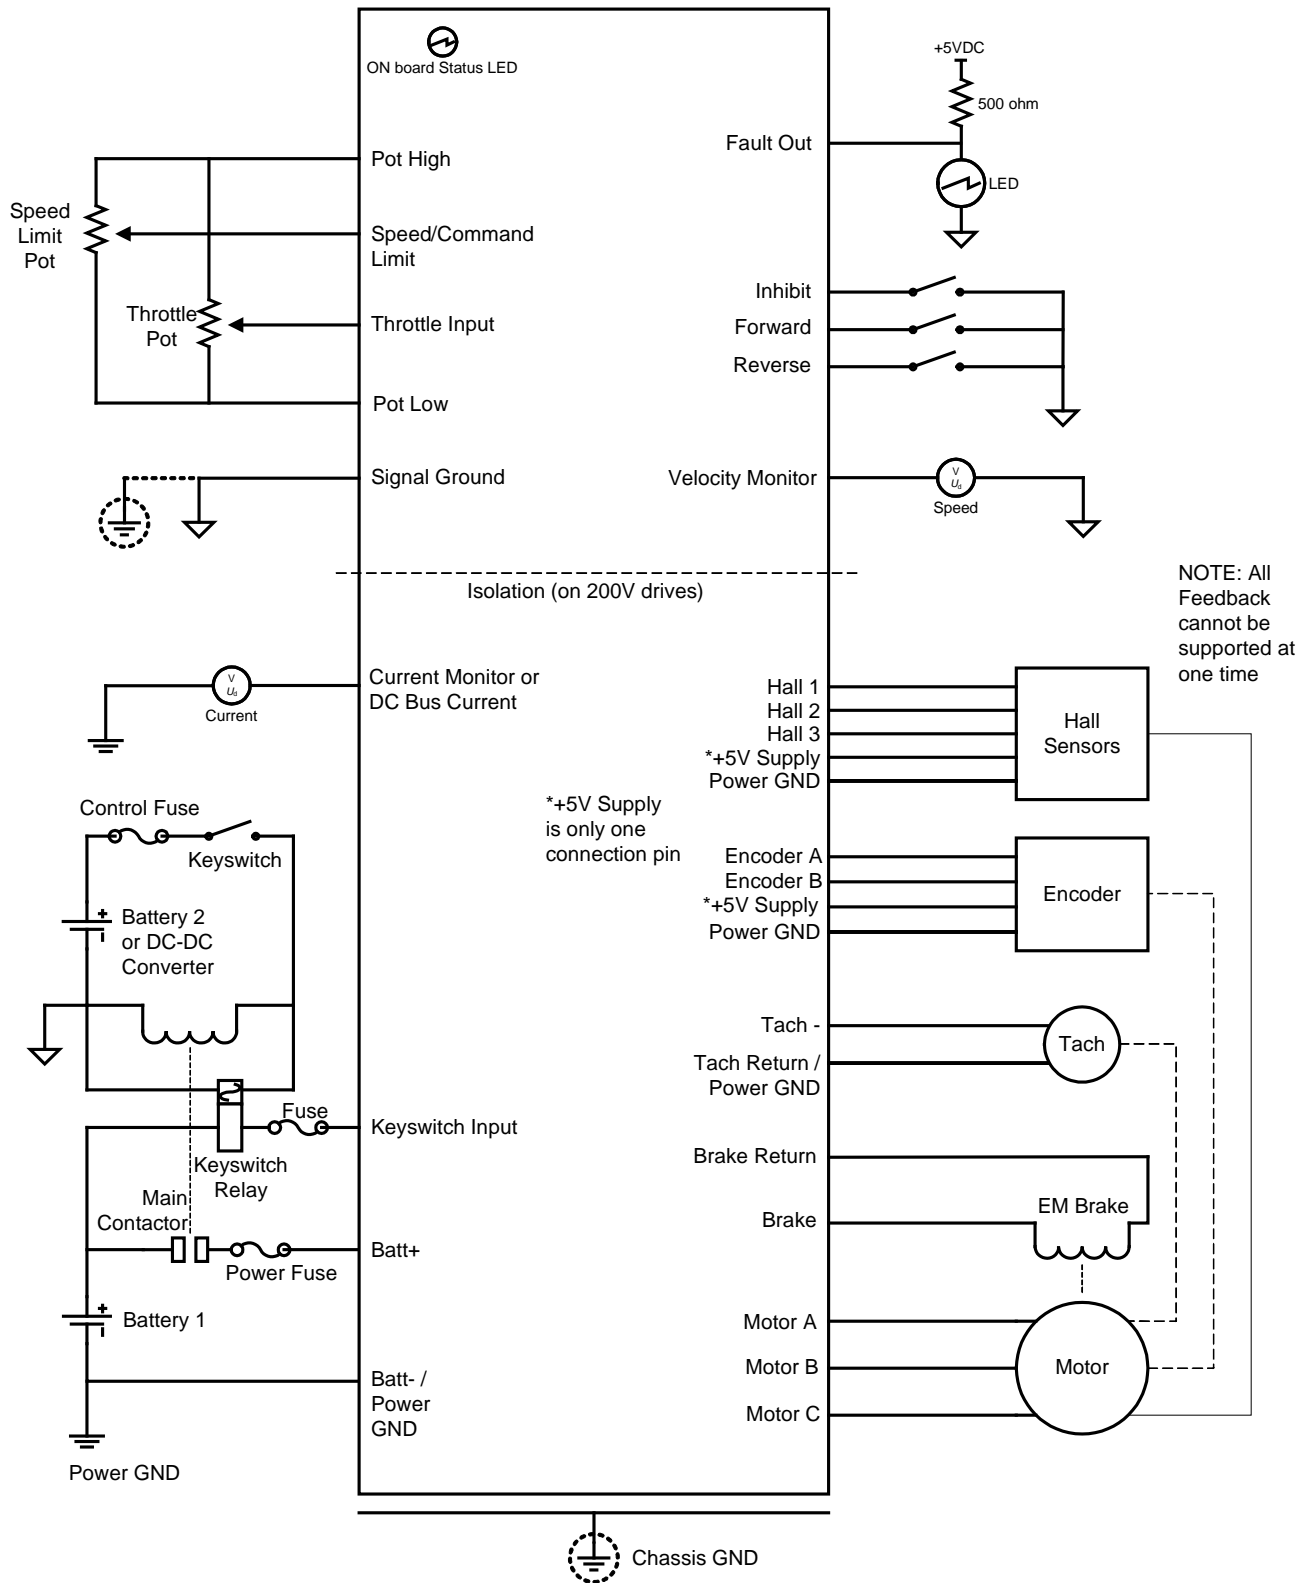 ON board Status LED
+5VDC
500 ohm
Fault Out
LED
Pot High
Speed
Limit
Pot
Speed/Command
Limit
Throttle
Pot
Throttle Input
Pot Low
Inhibit
Forward
Reverse
Signal Ground
Velocity Monitor
V
Ud
Speed
Isolation (on 200V drives)
NOTE: All
Feedback
cannot be
supported at
one time
Current Monitor or
DC Bus Current
V
Ud
Current
Hall 1
Hall 2
Hall 3
*+5V Supply
Power GND
Hall
Sensors
Control Fuse
Keyswitch
*+5V Supply
is only one
connection pin
Encoder A
Encoder B
*+5V Supply
Power GND
Encoder
+
Battery 2
or DC-DC
Converter
Tach -
Tach Return /
Power GND
Tach
Fuse
Keyswitch Input
Keyswitch
Relay
Brake Return
Brake
EM Brake
Main
Contactor
Batt+
Power Fuse
+
Battery 1
Motor A
Motor B
Motor C
Motor
Batt- /
Power
GND
Power GND
Chassis GND